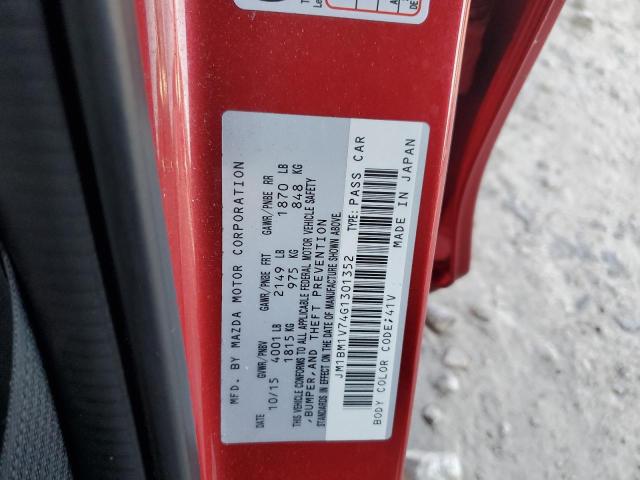 MFD. BY MAZDA MOTOR CORPORATION
DATE GVWR/PNBV GAWR/PNBE FRT GAWR/PNBE RR
10/15 4001 LB 2149 LB 1870 LB
1815 KG 975 KG 848 KG
THIS VEHICLE CONFORMS TO ALL APPLICABLE FEDERAL MOTOR VEHICLE SAFETY
,BUMPER,AND THEFT PREVENTION
STANDARDS IN EFFECT ON THE DATE OF MANUFACTURE SHOWN ABOVE.
JM1BM1V74G1301352 TYPE: PASS CAR
BODY COLOR CODE;41V MADE IN JAPAN